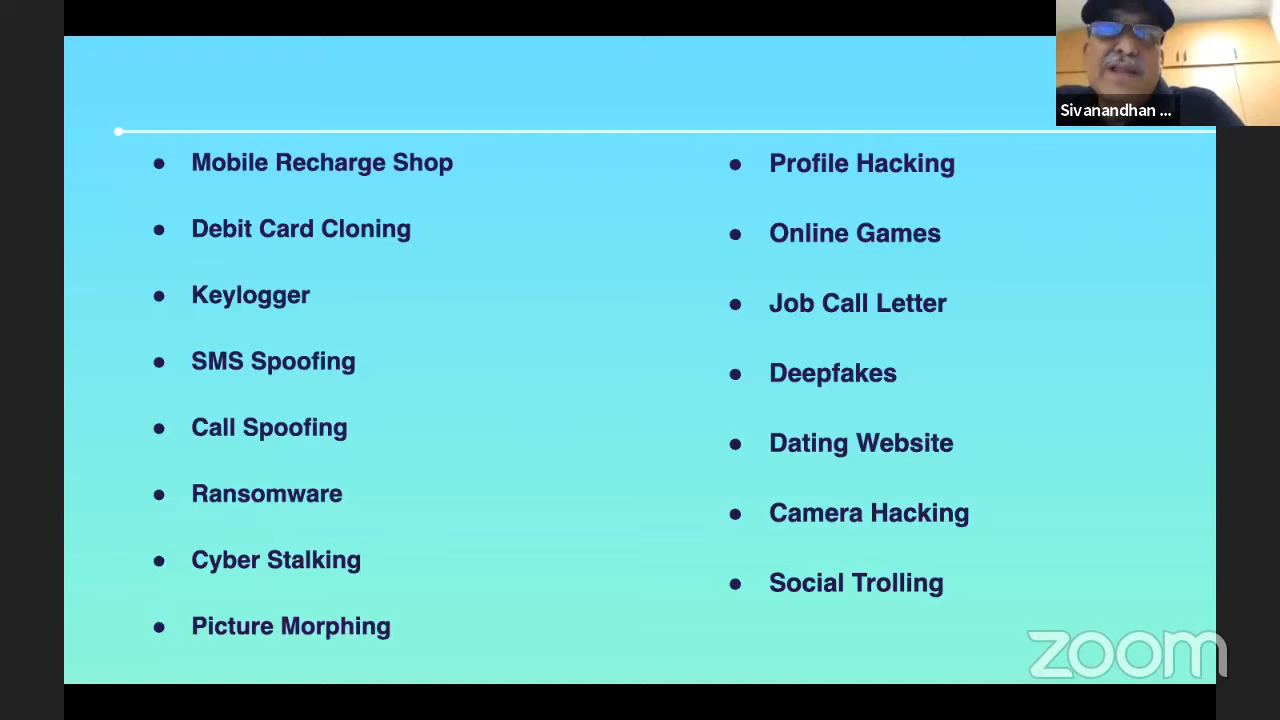 Sivanandhan ...
Mobile Recharge Shop
Debit Card Cloning
Keylogger
SMS Spoofing
Call Spoofing
Ransomware
Cyber Stalking
Picture Morphing
Profile Hacking
Online Games
Job Call Letter
Deepfakes
Dating Website
Camera Hacking
Social Trolling
zoom